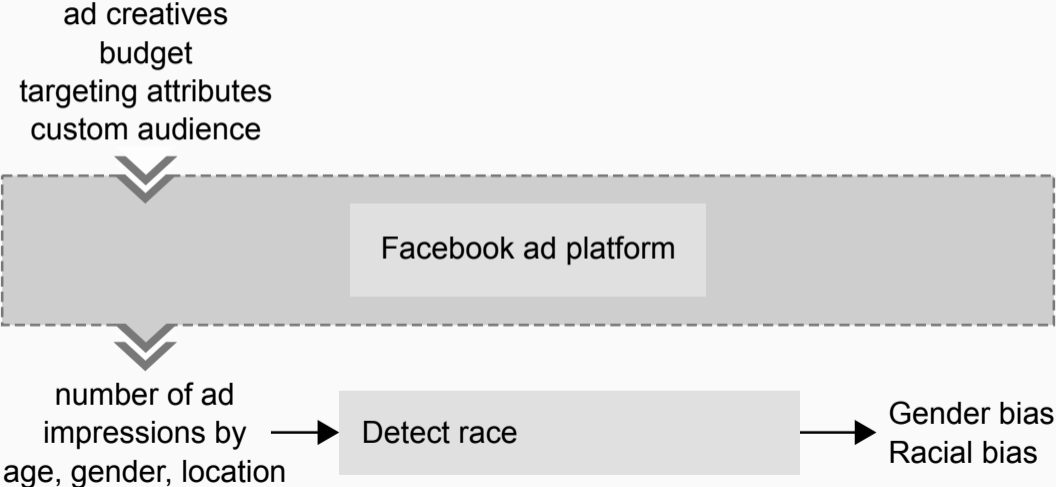 ad creatives
budget
targeting attributes
custom audience
Facebook ad platform
number of ad
impressions by
age, gender, location
Detect race
Gender bias
Racial bias